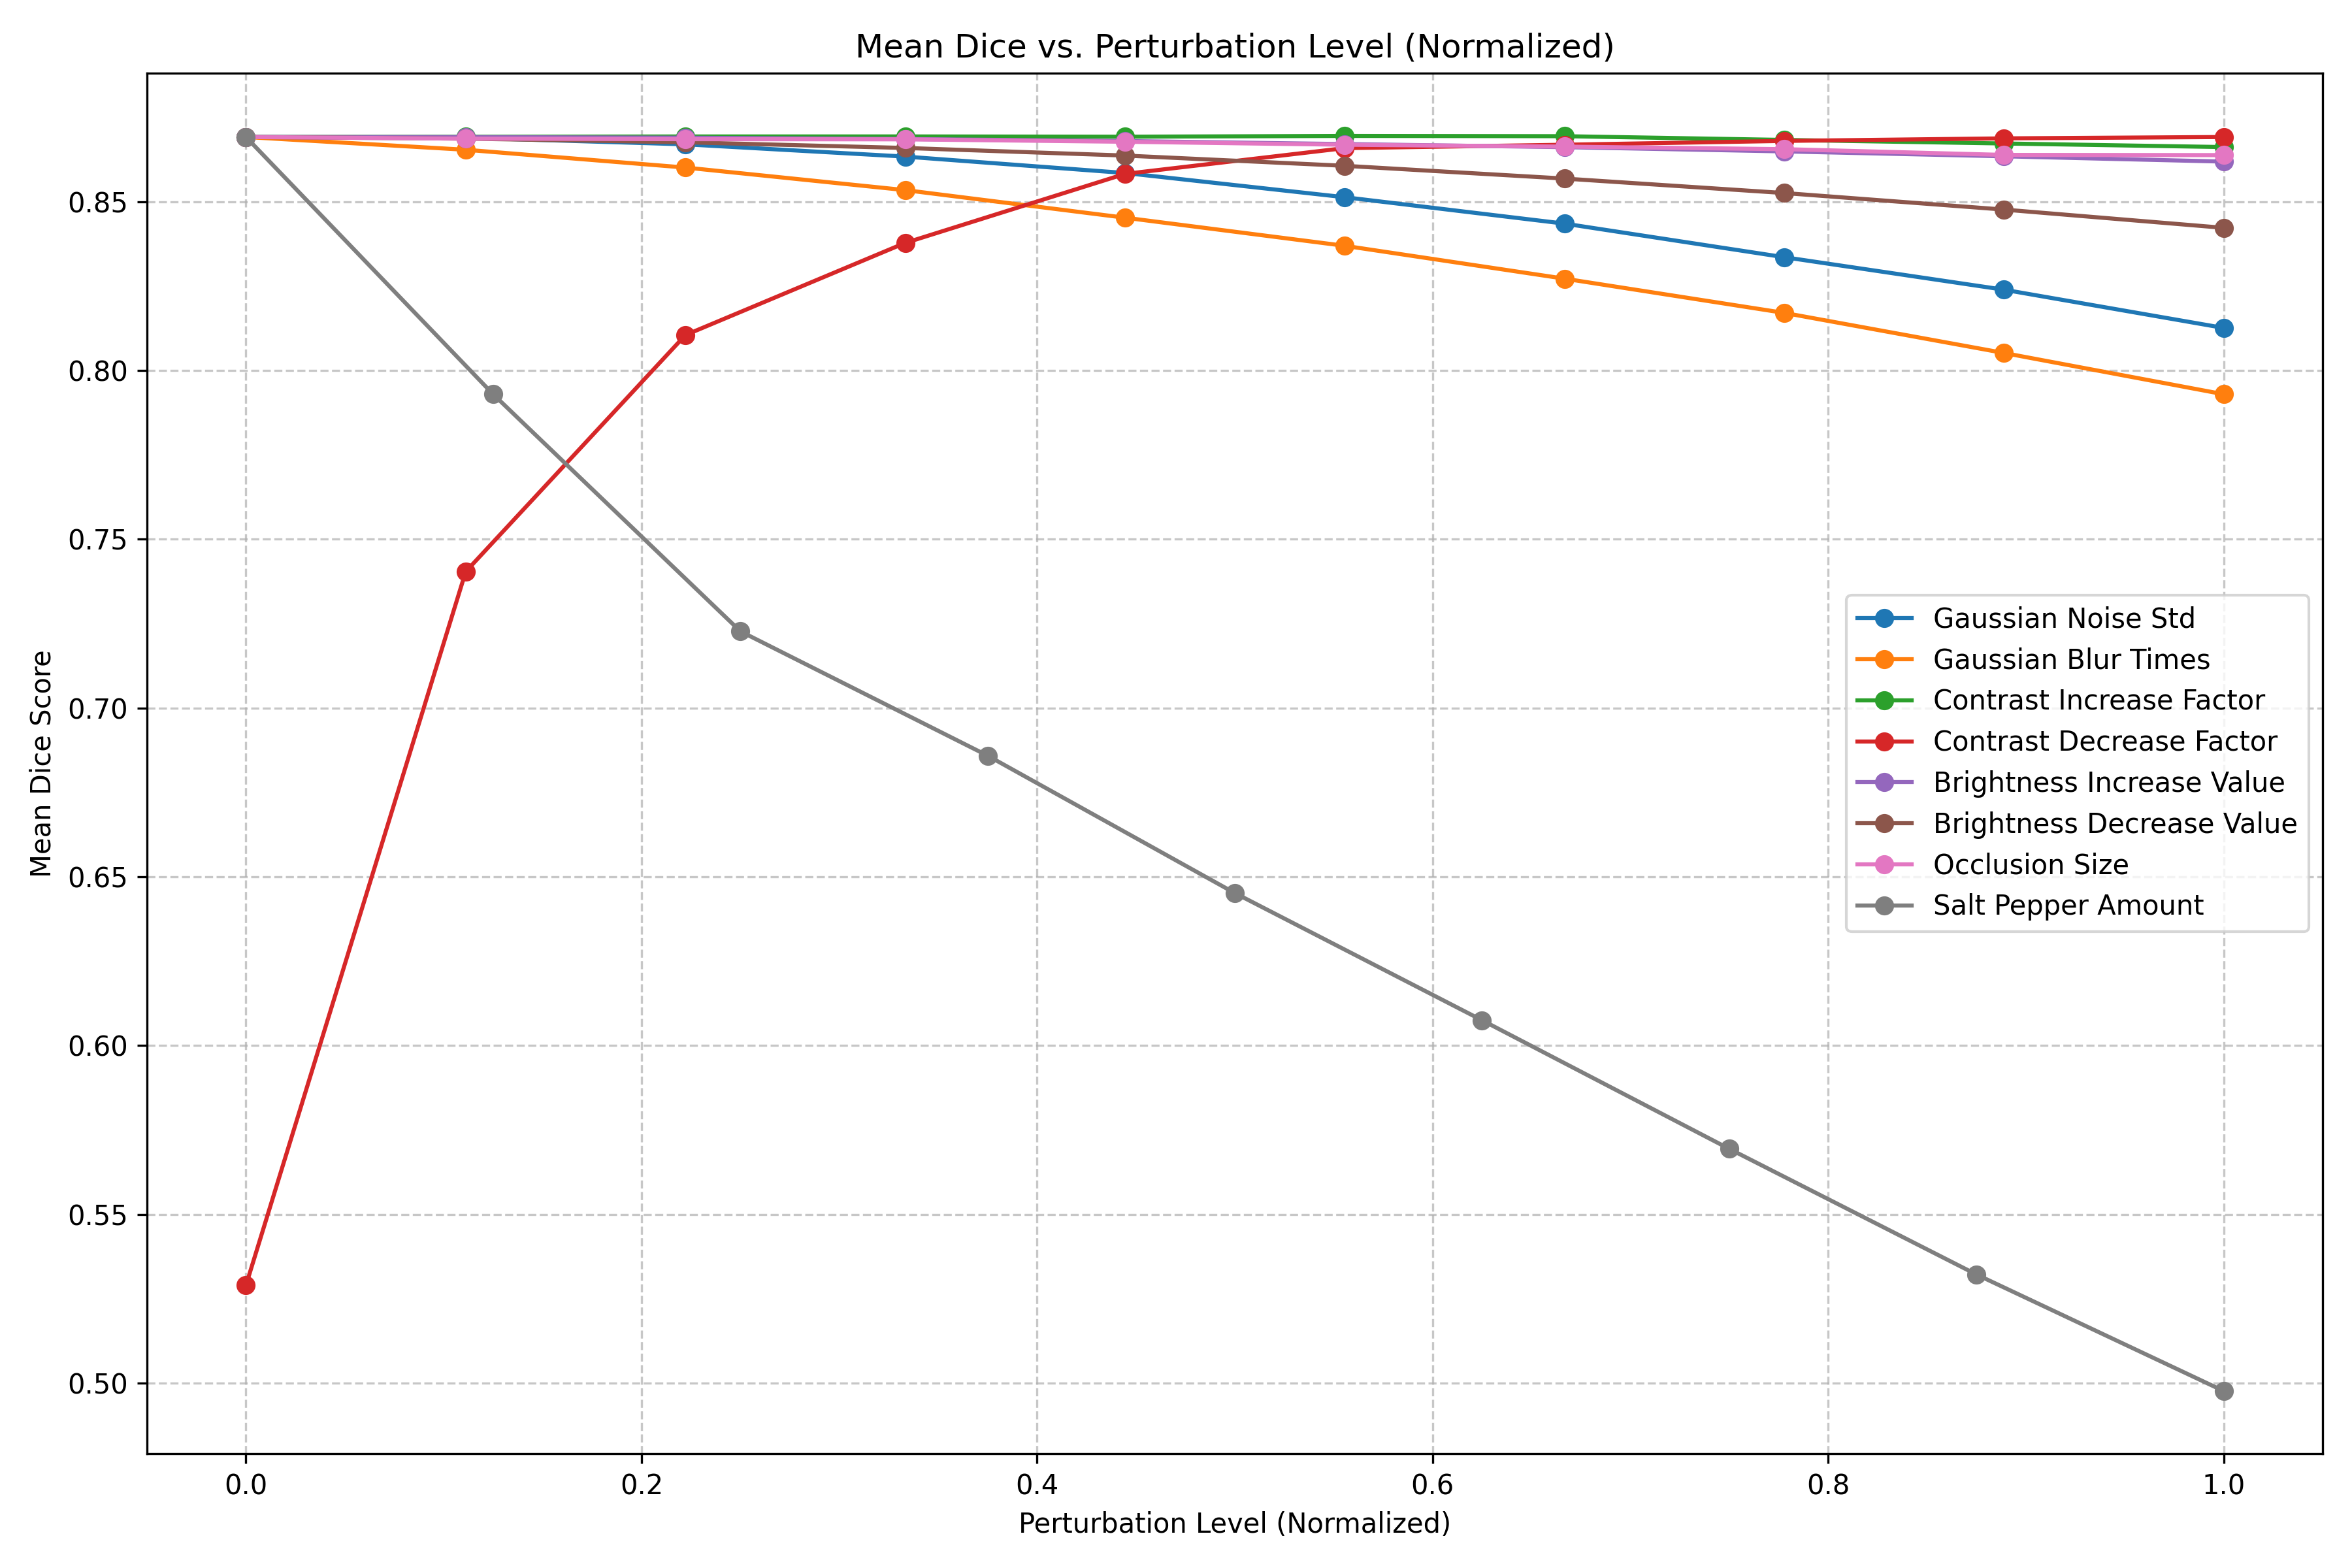 Mean Dice vs. Perturbation Level (Normalized)
Mean Dice Score
0.85
0.80
0.75
0.70
0.65
0.60
0.55
0.50
Gaussian Noise Std
Gaussian Blur Times
Contrast Increase Factor
Contrast Decrease Factor
Brightness Increase Value
Brightness Decrease Value
Occlusion Size
Salt Pepper Amount
0.0 0.2 0.4 0.6 0.8 1.0
Perturbation Level (Normalized)